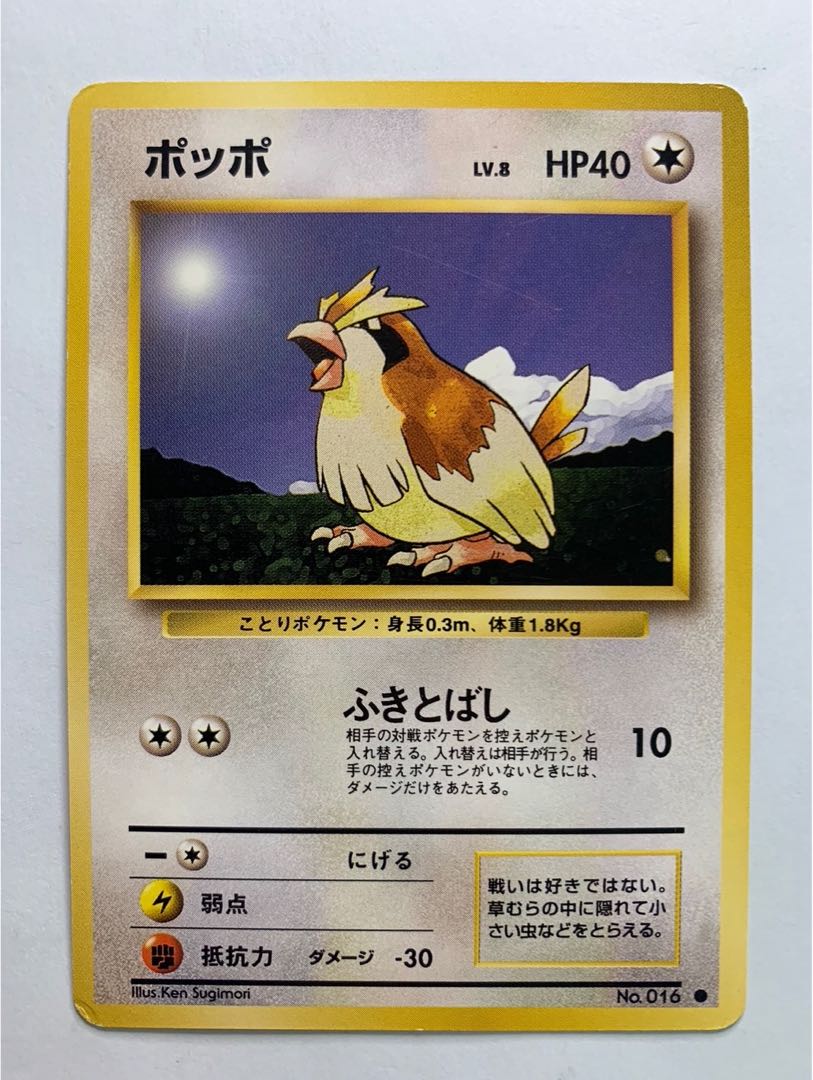 ポッポ LV.8 HP40
ことりポケモン：身長0.3m、体重1.8Kg
ふきとばし
相手の対戦ポケモンを控えポケモンと
入れ替える。入れ替えは相手が行う。相
手の控えポケモンがいないときには、
ダメージだけをあたえる。
10
− にげる
弱点
抵抗力 ダメージ -30
戦いは好きではない。
草むらの中に隠れて小
さい虫などをとらえる。
Illus.Ken Sugimori
No.016 ●